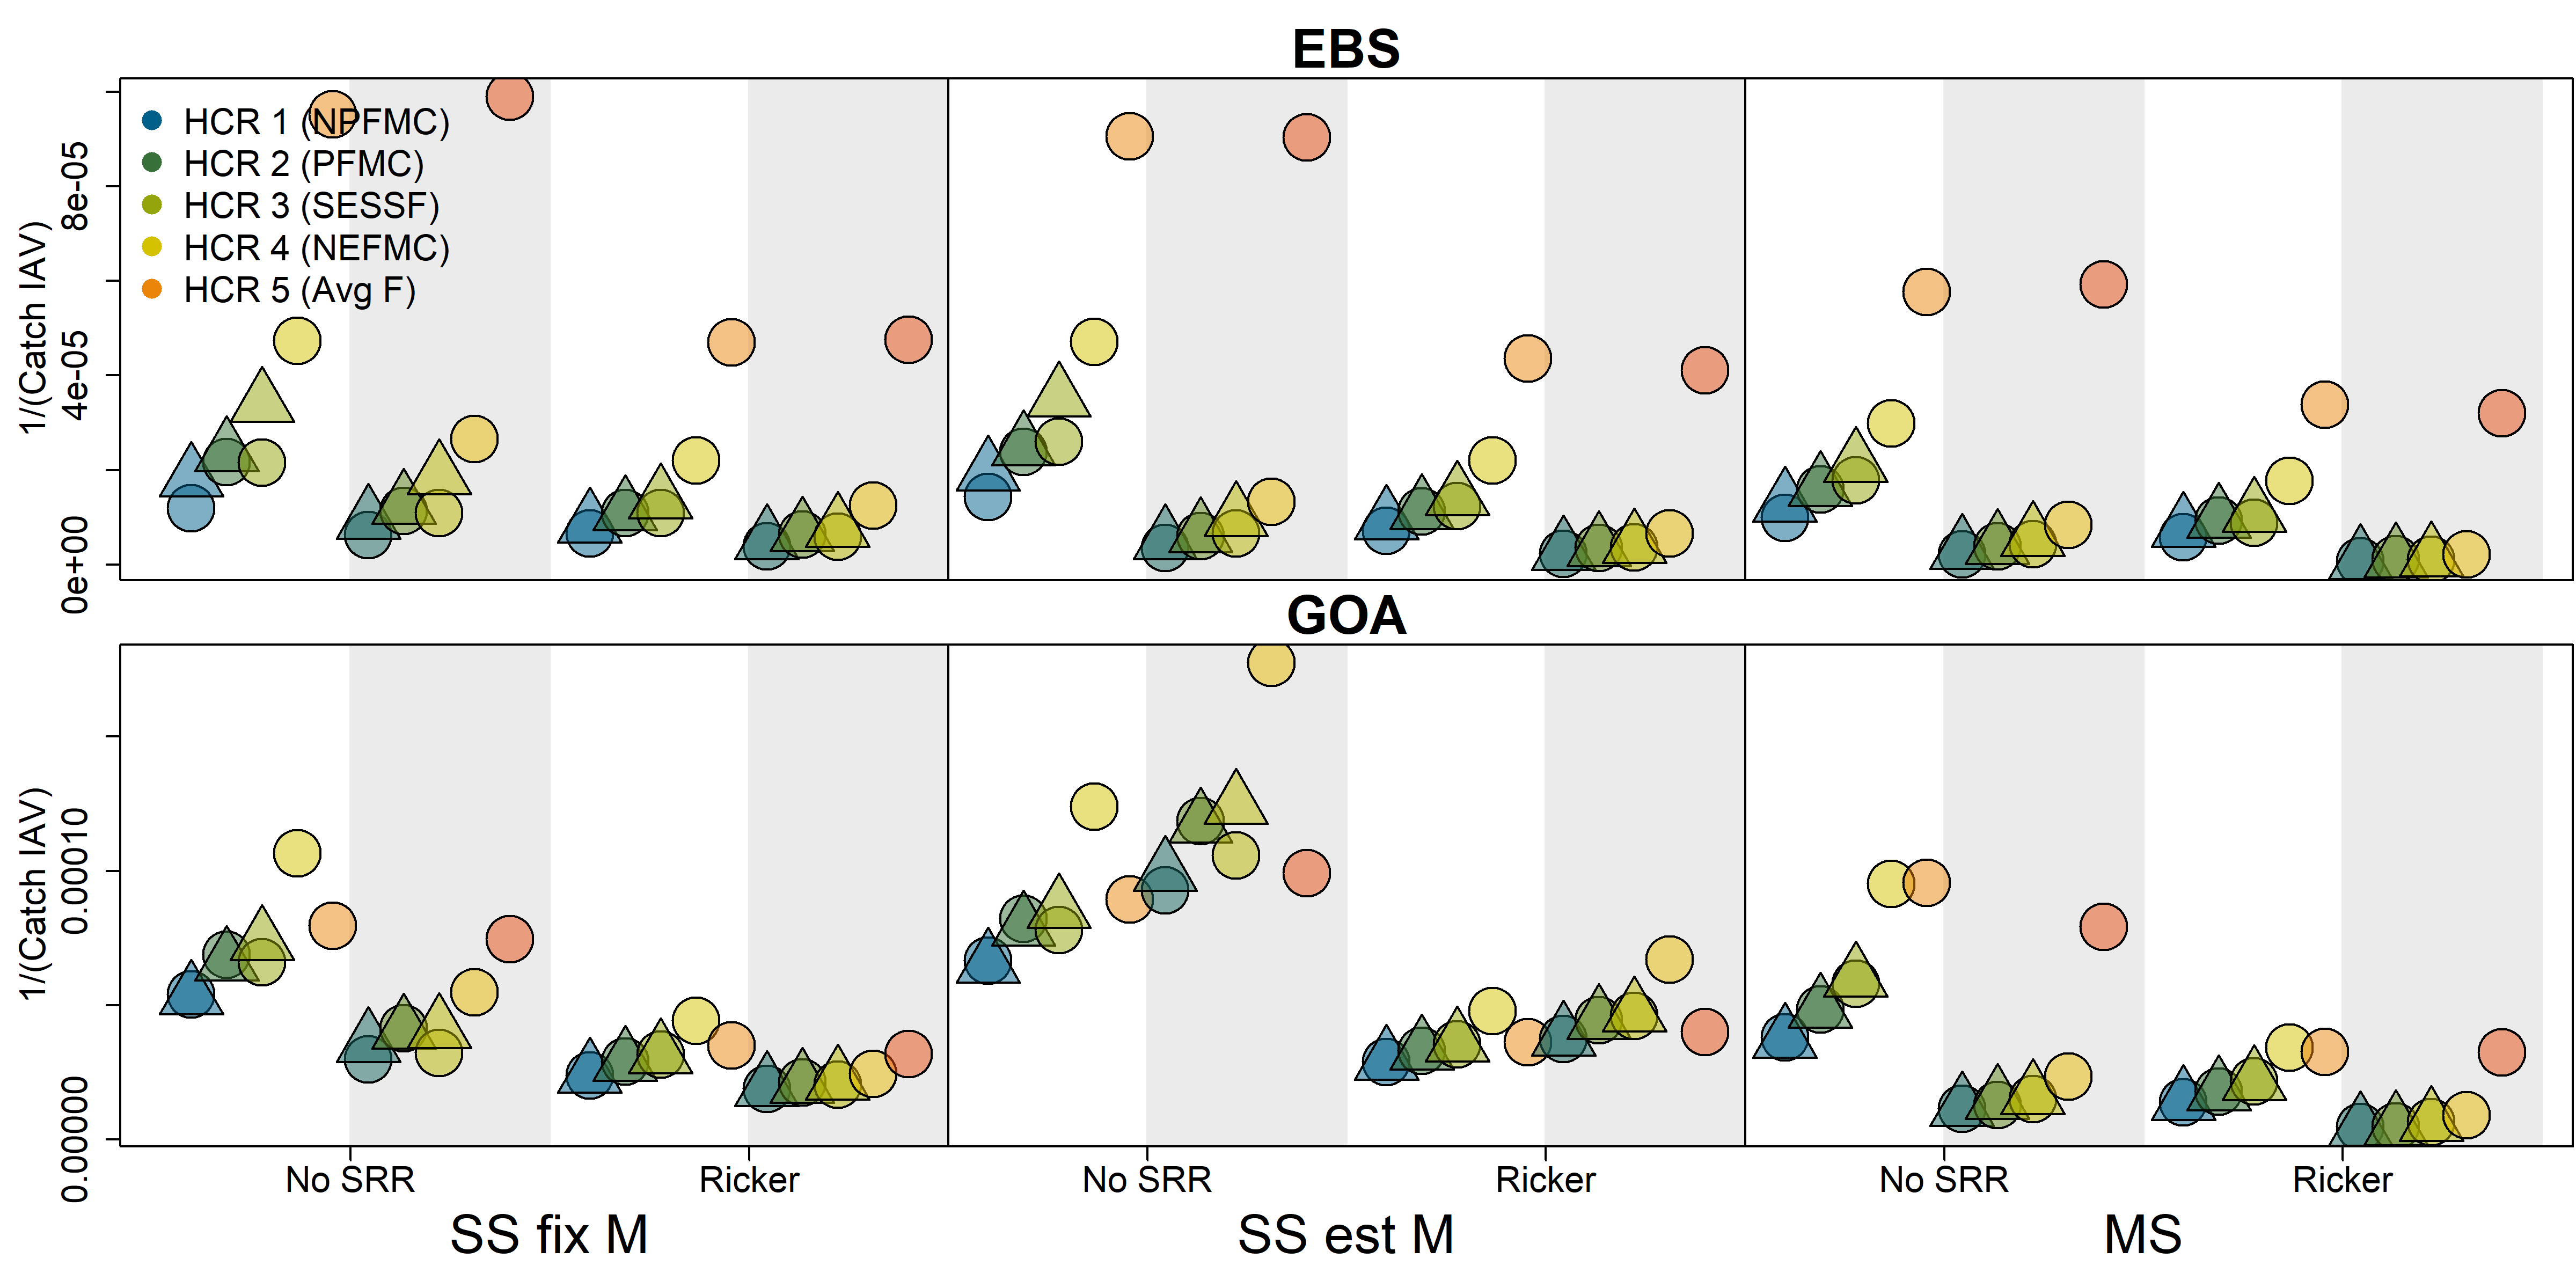 EBS
1/(Catch IAV)
8e-05
4e-05
0e+00
HCR 1 (NPFMC)
HCR 2 (PFMC)
HCR 3 (SESSF)
HCR 4 (NEFMC)
HCR 5 (Avg F)
GOA
1/(Catch IAV)
0.00010
0.00000
No SRR Ricker No SRR Ricker No SRR Ricker
SS fix M SS est M MS